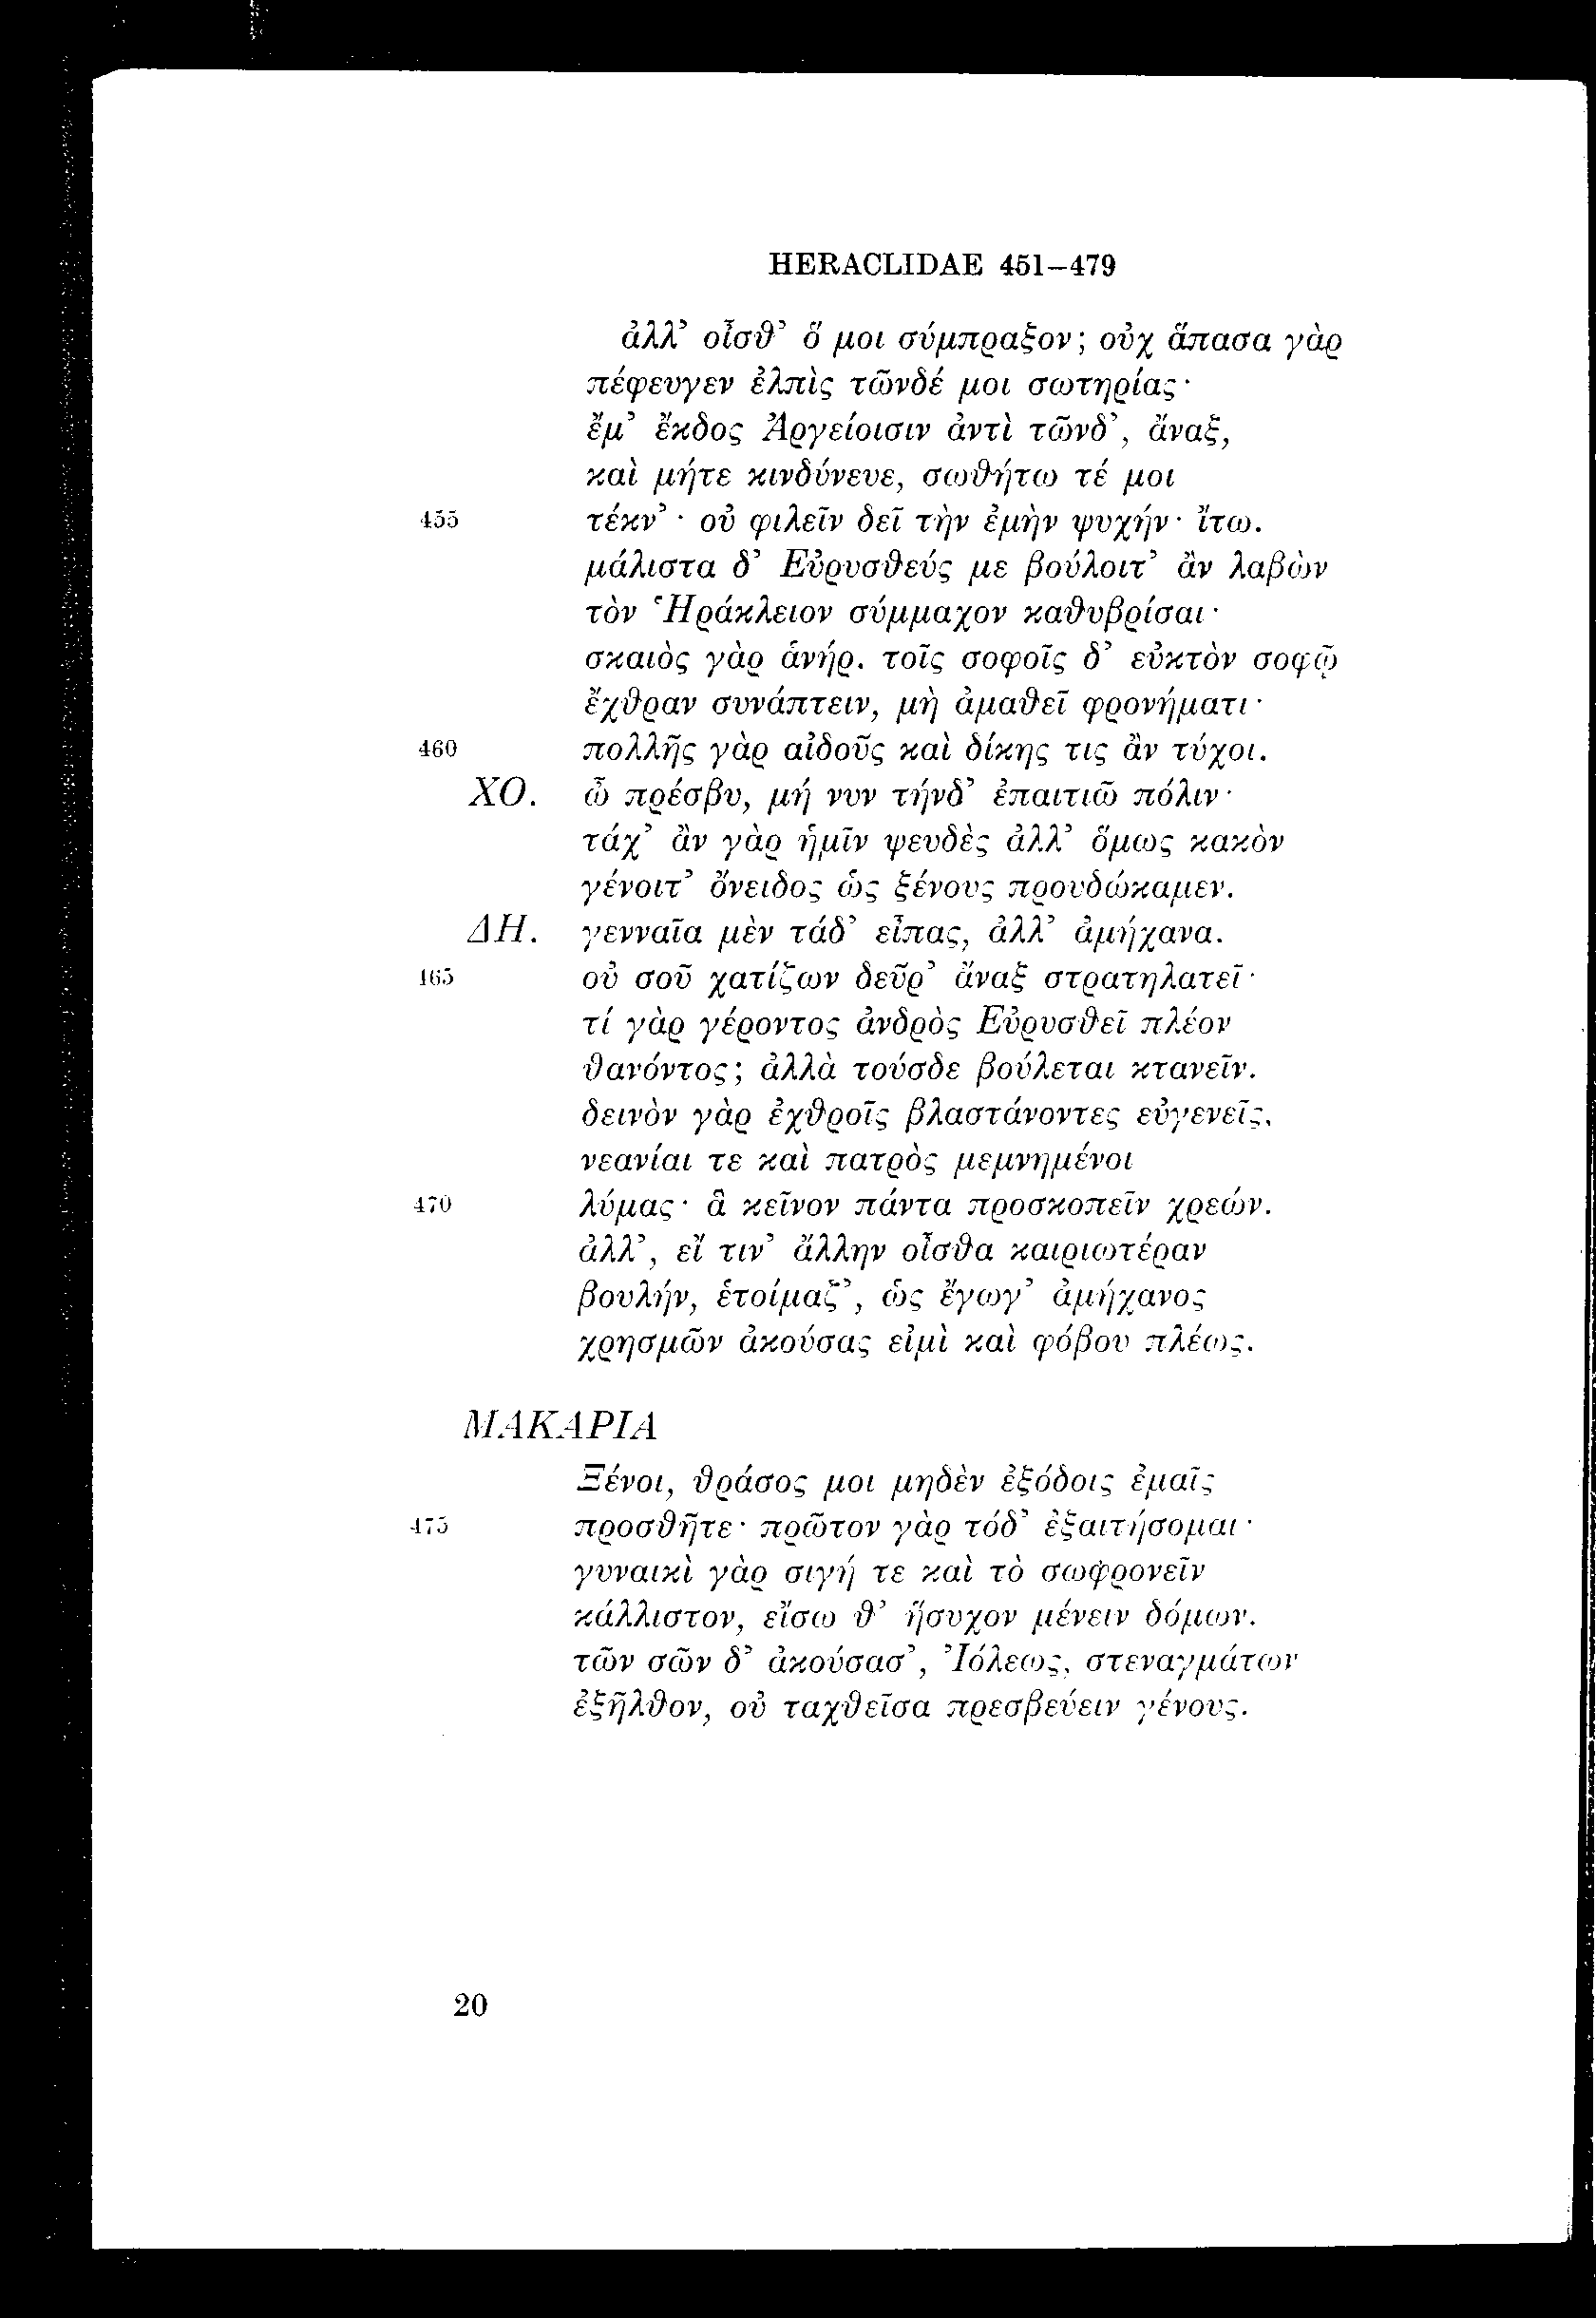 HERACLIDAE 451–479
ἀλλ’ οἶσθ’ ὅ μοι σύμπραξον; οὐχ ἅπασα γὰρ
πέφευγεν ἐλπὶς τῶνδέ μοι σωτηρίας·
ἔμ’ ἔκδος Ἀργείοισιν ἀντὶ τῶνδ’, ἄναξ,
καὶ μήτε κινδύνευε, σωθήτω τέ μοι
455 τέκν’· οὐ φιλεῖν δεῖ τὴν ἐμὴν ψυχήν· ἴτω.
μάλιστα δ’ Εὐρυσθεύς με βούλοιτ’ ἂν λαβὼν
τὸν Ἡράκλειον σύμμαχον καθυβρίσαι·
σκαιὸς γὰρ ἁνήρ. τοῖς σοφοῖς δ’ εὐκτὸν σοφῷ
ἔχθραν συνάπτειν, μὴ ἀμαθεῖ φρονήματι·
460 πολλῆς γὰρ αἰδοῦς καὶ δίκης τις ἂν τύχοι.
ΧΟ. ὦ πρέσβυ, μή νυν τήνδ’ ἐπαιτιῶ πόλιν·
τάχ’ ἂν γὰρ ἡμῖν ψευδὲς ἀλλ’ ὅμως κακὸν
γένοιτ’ ὄνειδος ὡς ξένους προυδώκαμεν.
ΔΗ. γενναῖα μὲν τάδ’ εἶπας, ἀλλ’ ἀμήχανα.
465 οὐ σοῦ χατίζων δεῦρ’ ἄναξ στρατηλατεῖ·
τί γὰρ γέροντος ἀνδρὸς Εὐρυσθεῖ πλέον
θανόντος; ἀλλὰ τούσδε βούλεται κτανεῖν.
δεινὸν γὰρ ἐχθροῖς βλαστάνοντες εὐγενεῖς,
νεανίαι τε καὶ πατρὸς μεμνημένοι
470 λύμας· ἃ κεῖνον πάντα προσκοπεῖν χρεών.
ἀλλ’, εἴ τιν’ ἄλλην οἶσθα καιριωτέραν
βουλήν, ἑτοίμαζ’, ὡς ἔγωγ’ ἀμήχανος
χρησμῶν ἀκούσας εἰμὶ καὶ φόβου πλέως.
ΜΑΚΑΡΙΑ
Ξένοι, θράσος μοι μηδὲν ἐξόδοις ἐμαῖς
475 προσθῆτε· πρῶτον γὰρ τόδ’ ἐξαιτήσομαι·
γυναικὶ γὰρ σιγή τε καὶ τὸ σωφρονεῖν
κάλλιστον, εἴσω θ’ ἥσυχον μένειν δόμων.
τῶν σῶν δ’ ἀκούσασ’, Ἰόλεως, στεναγμάτων
ἐξῆλθον, οὐ ταχθεῖσα πρεσβεύειν γένους.
20